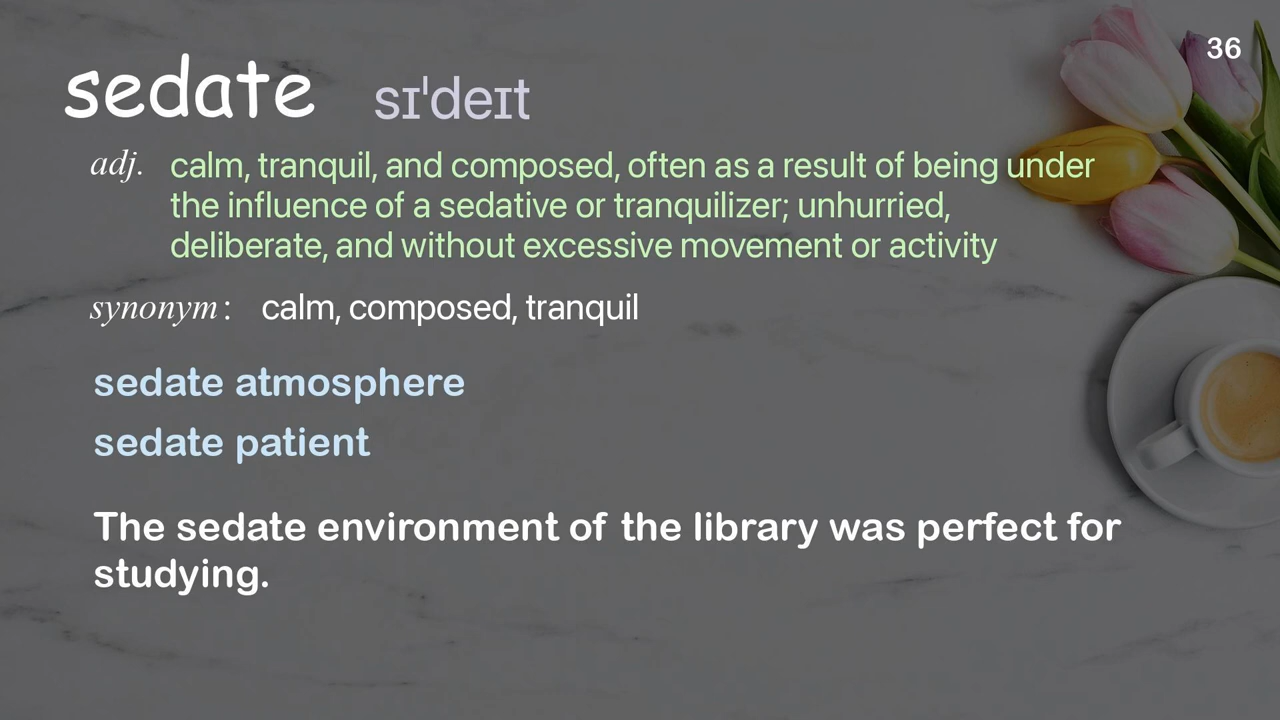 36
sedate sɪ'deɪt
adj. calm, tranquil, and composed, often as a result of being under
the influence of a sedative or tranquilizer; unhurried,
deliberate, and without excessive movement or activity
synonym: calm, composed, tranquil
sedate atmosphere
sedate patient
The sedate environment of the library was perfect for
studying.